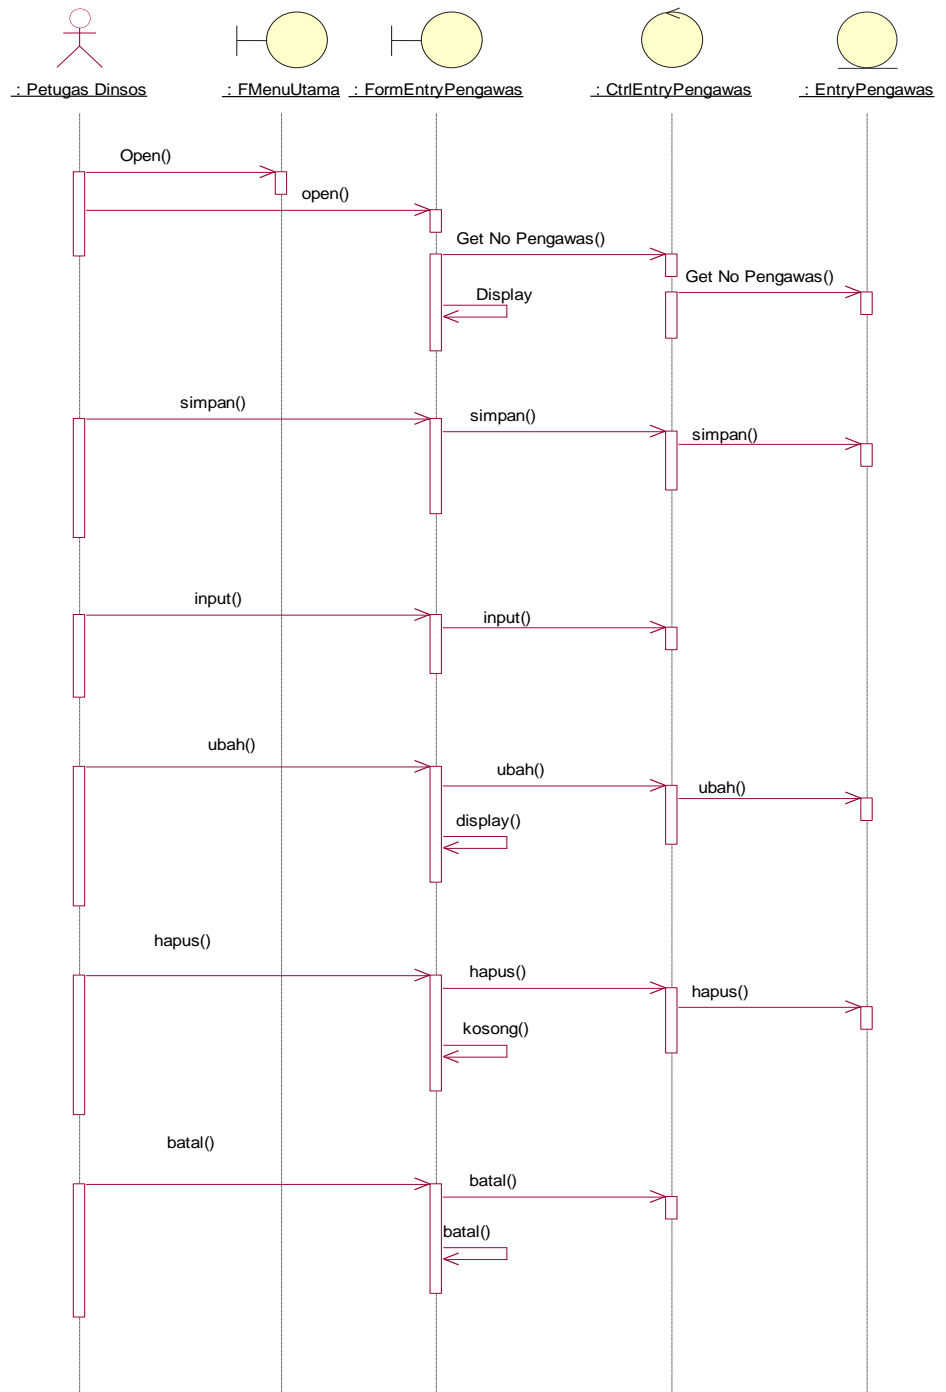 : Petugas Dinsos
: FMenuUtama
: FormEntryPengawas
: CtrlEntryPengawas
: EntryPengawas
Open()
open()
Get No Pengawas()
Get No Pengawas()
Display
simpan()
simpan()
simpan()
input()
input()
ubah()
ubah()
ubah()
display()
hapus()
hapus()
hapus()
kosong()
batal()
batal()
batal()